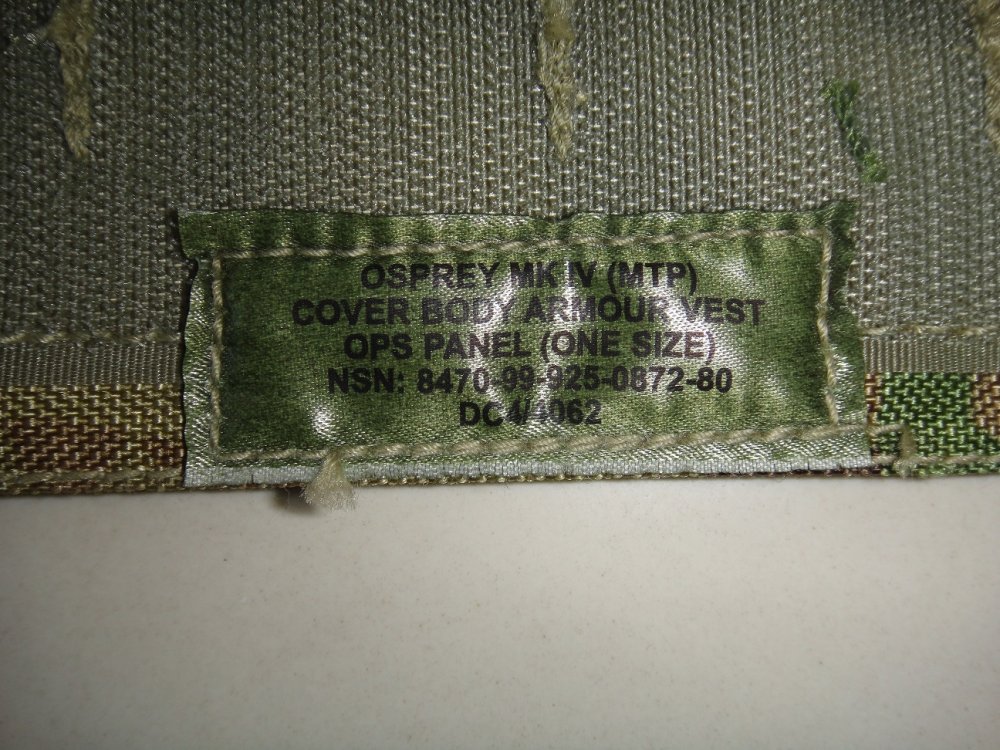 OSPREY MK IV (MTP)
COVER BODY ARMOUR VEST
OPS PANEL (ONE SIZE)
NSN: 8470-99-925-0872-80
DC4/4062